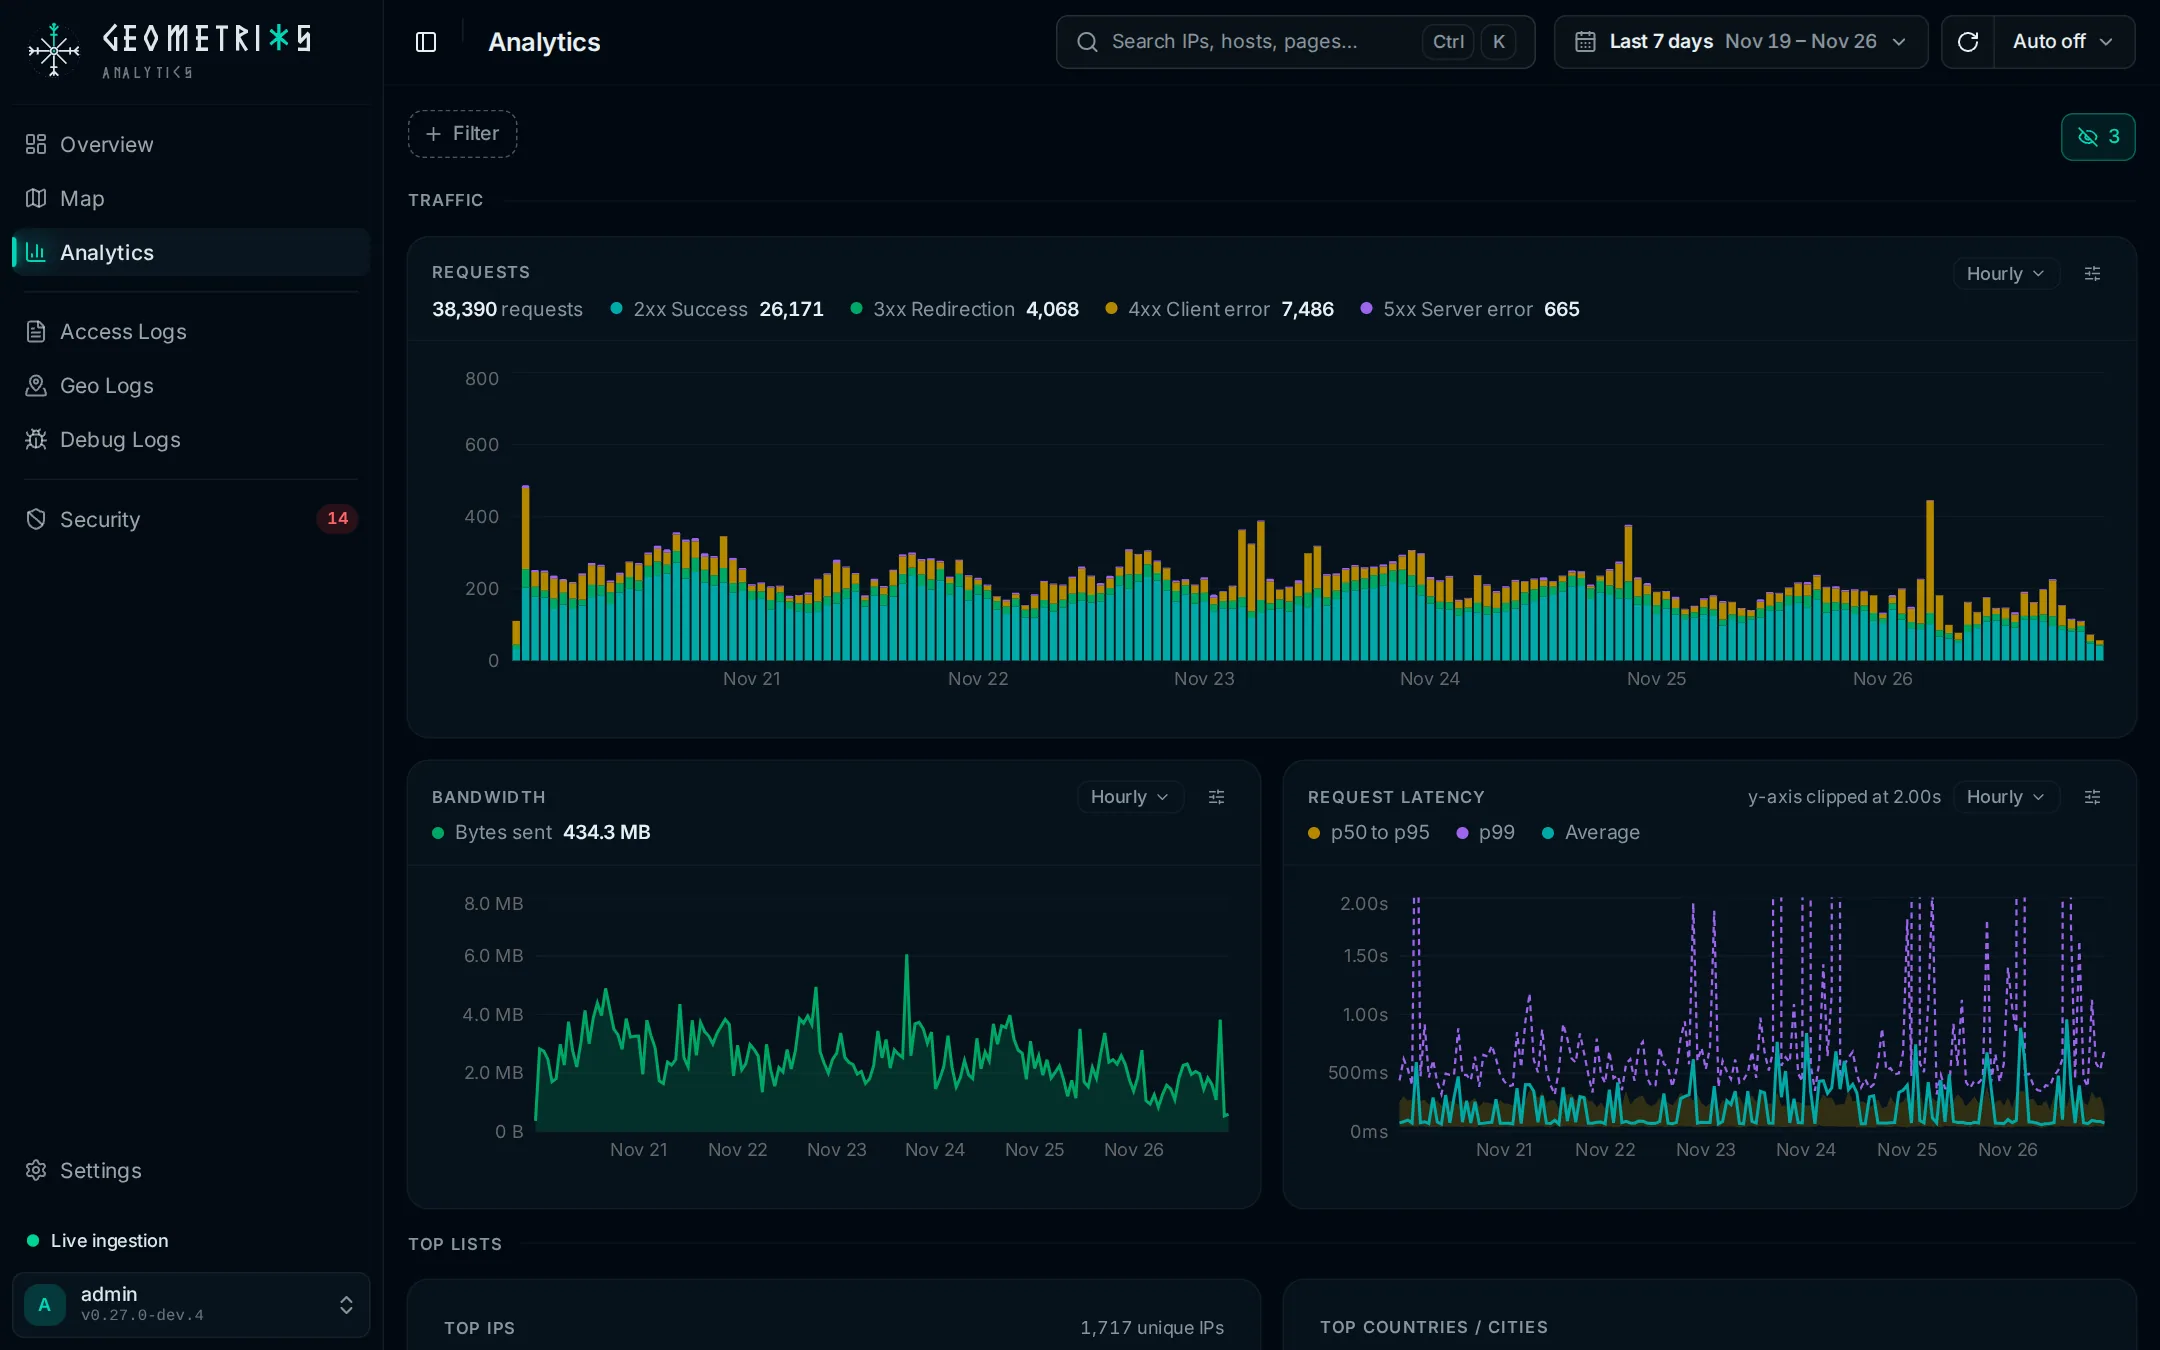 GEOMETRI*S
ANALYTICS
Overview
Map
Analytics
Access Logs
Geo Logs
Debug Logs
Security 14
Settings
Live ingestion
A admin
v0.27.0-dev.4
Analytics
Search IPs, hosts, pages... Ctrl K
Last 7 days Nov 19 – Nov 26
Auto off
+ Filter
3
TRAFFIC
REQUESTS
Hourly
38,390 requests 2xx Success 26,171 3xx Redirection 4,068 4xx Client error 7,486 5xx Server error 665
800
600
400
200
0
Nov 21 Nov 22 Nov 23 Nov 24 Nov 25 Nov 26
BANDWIDTH
Hourly
Bytes sent 434.3 MB
8.0 MB
6.0 MB
4.0 MB
2.0 MB
0 B
Nov 21 Nov 22 Nov 23 Nov 24 Nov 25 Nov 26
REQUEST LATENCY
y-axis clipped at 2.00s Hourly
p50 to p95 p99 Average
2.00s
1.50s
1.00s
500ms
0ms
Nov 21 Nov 22 Nov 23 Nov 24 Nov 25 Nov 26
TOP LISTS
TOP IPS
1,717 unique IPs
TOP COUNTRIES / CITIES